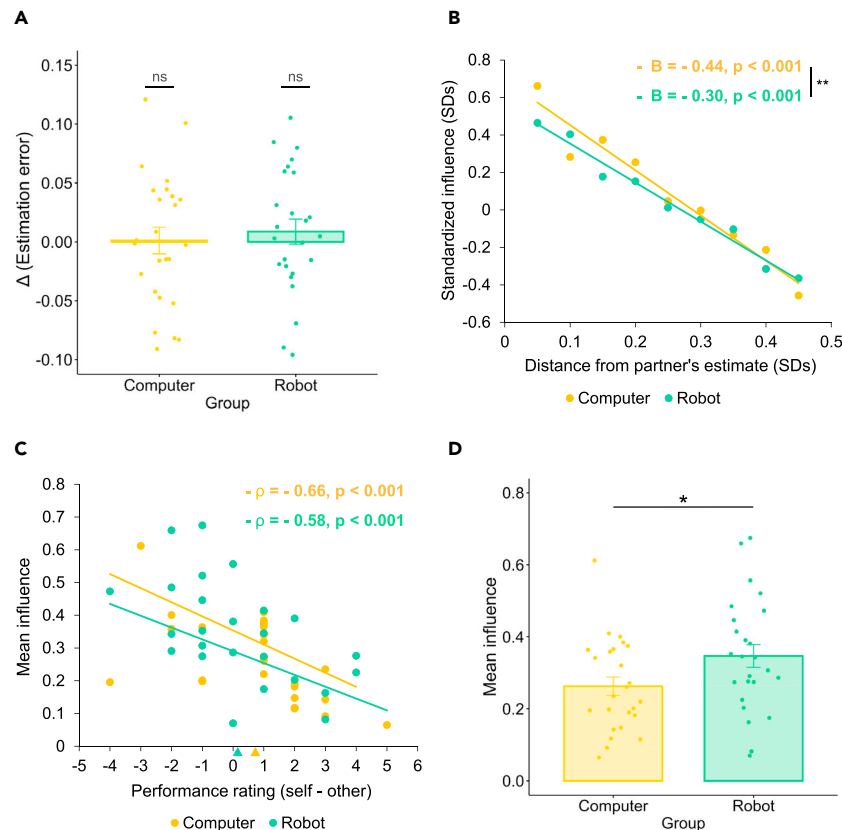 A
Δ (Estimation error)
0.15
0.10
0.05
0.00
-0.05
-0.10
ns
ns
Computer
Robot
Group
B
Standardized influence (SDs)
0.8
0.6
0.4
0.2
0
-0.2
-0.4
-0.6
- B = - 0.44, p < 0.001
- B = - 0.30, p < 0.001
**
0
0.1
0.2
0.3
0.4
0.5
Distance from partner's estimate (SDs)
Computer
Robot
C
Mean influence
0.8
0.7
0.6
0.5
0.4
0.3
0.2
0.1
0
- ρ = - 0.66, p < 0.001
- ρ = - 0.58, p < 0.001
-5
-4
-3
-2
-1
0
1
2
3
4
5
Performance rating (self - other)
Computer
Robot
D
Mean influence
0.8
0.6
0.4
0.2
0.0
*
Computer
Robot
Group